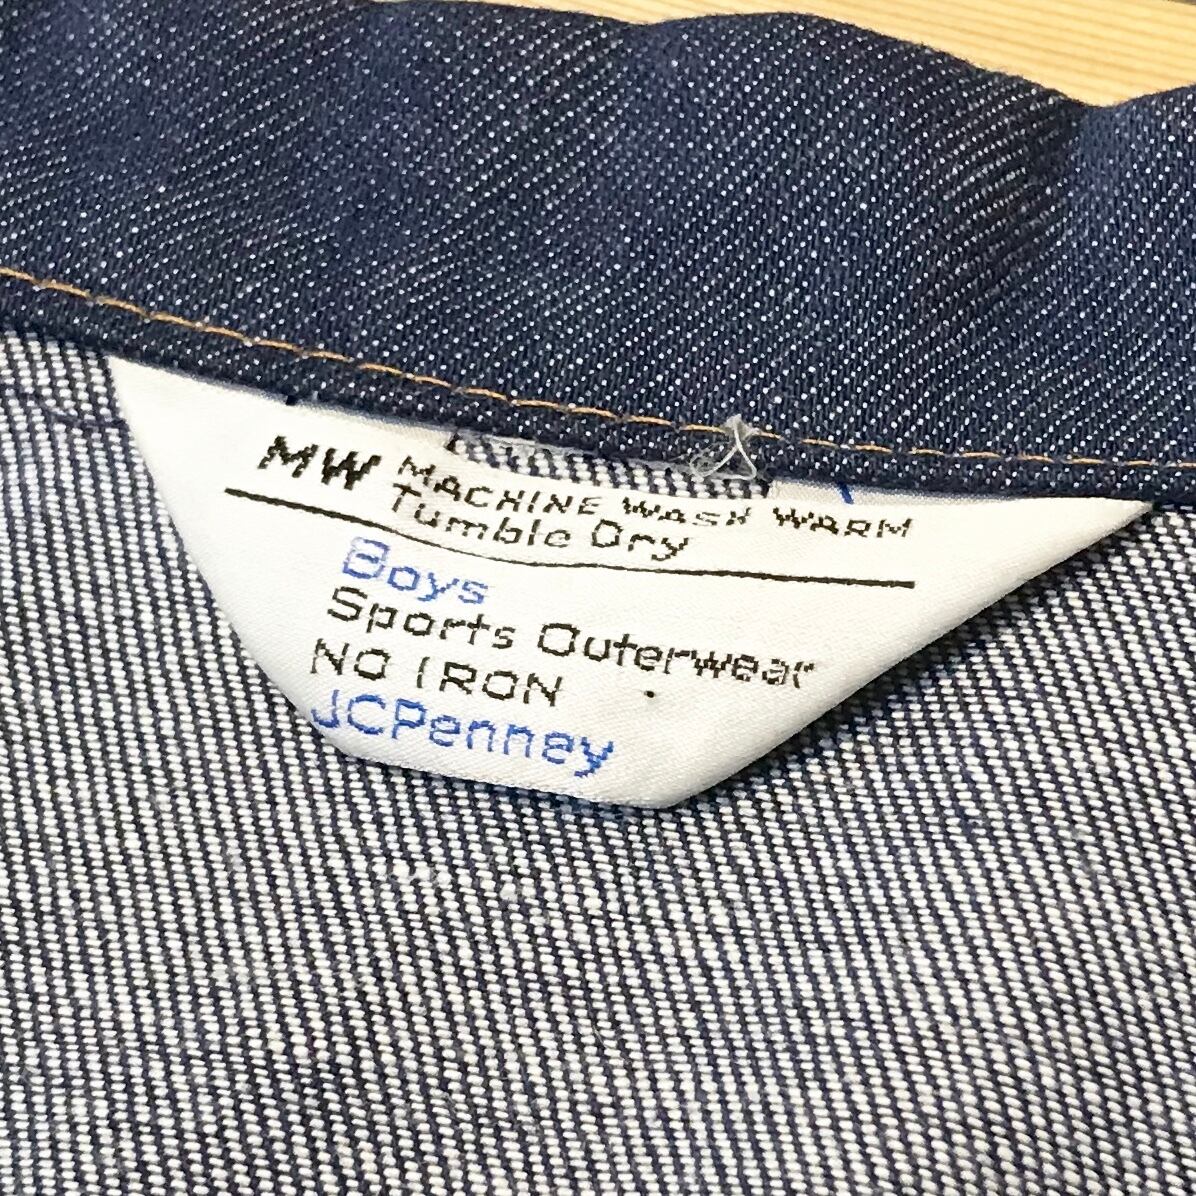 MW MACHINE WASH WARM
Tumble Dry
Boys
Sports Outerwear
NO IRON
JCPenney